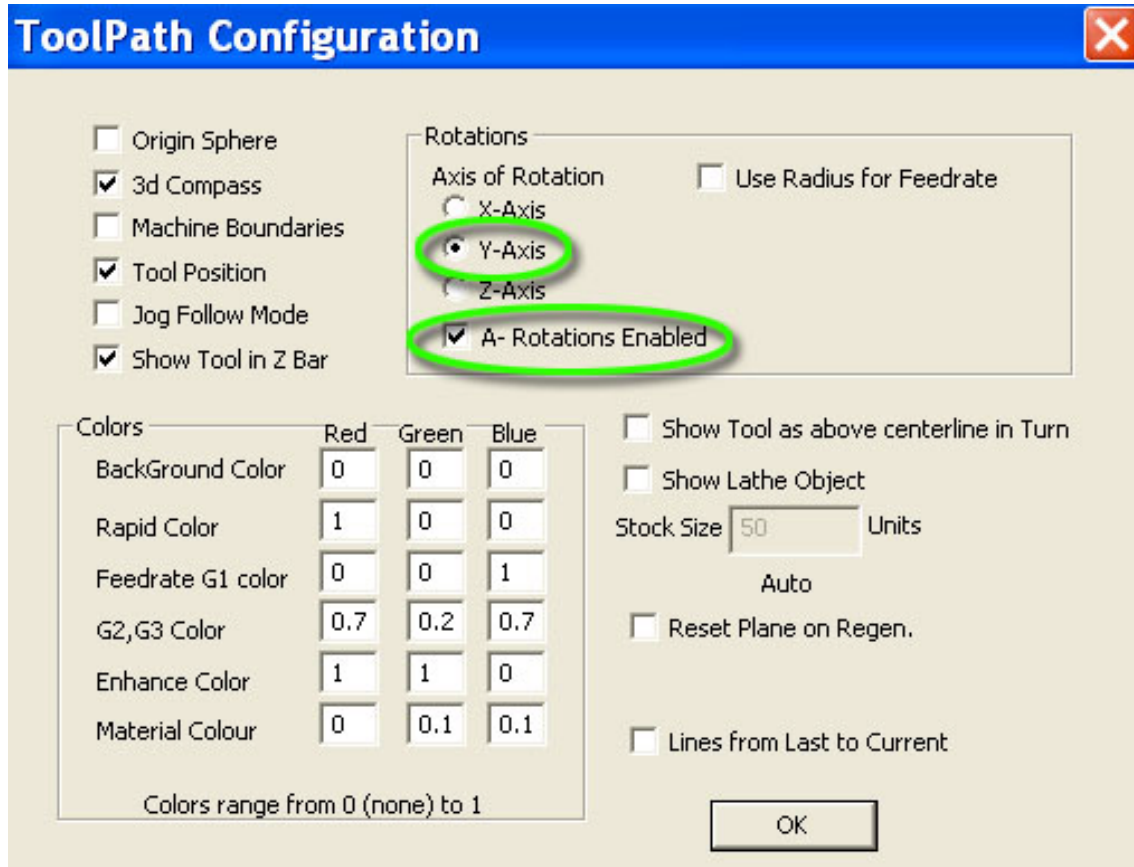 ToolPath Configuration
Origin Sphere
3d Compass
Machine Boundaries
Tool Position
Jog Follow Mode
Show Tool in Z Bar
Rotations
Axis of Rotation
X-Axis
Y-Axis
Z-Axis
A- Rotations Enabled
Use Radius for Feedrate
Colors Red Green Blue
BackGround Color 0 0 0
Rapid Color 1 0 0
Feedrate G1 color 0 0 1
G2,G3 Color 0.7 0.2 0.7
Enhance Color 1 1 0
Material Colour 0 0.1 0.1
Colors range from 0 (none) to 1
Show Tool as above centerline in Turn
Show Lathe Object
Stock Size 50 Units
Auto
Reset Plane on Regen.
Lines from Last to Current
OK